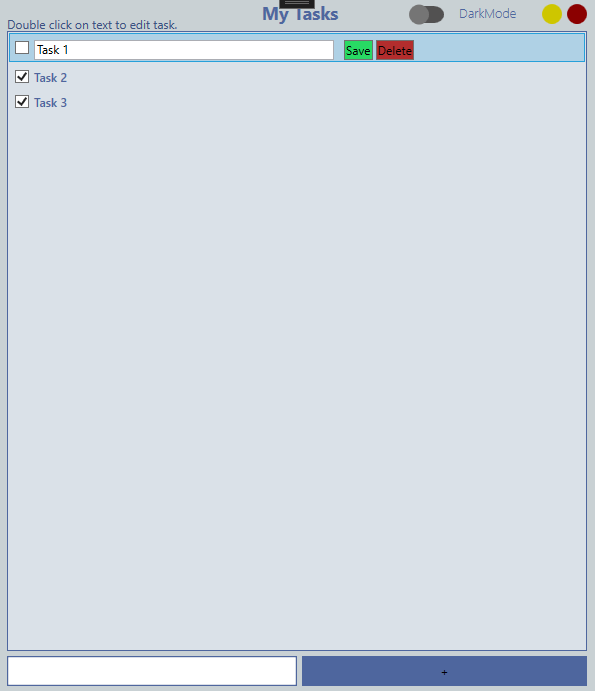 My Tasks
DarkMode
Double click on text to edit task.
Task 1 Save Delete
Task 2
Task 3
+